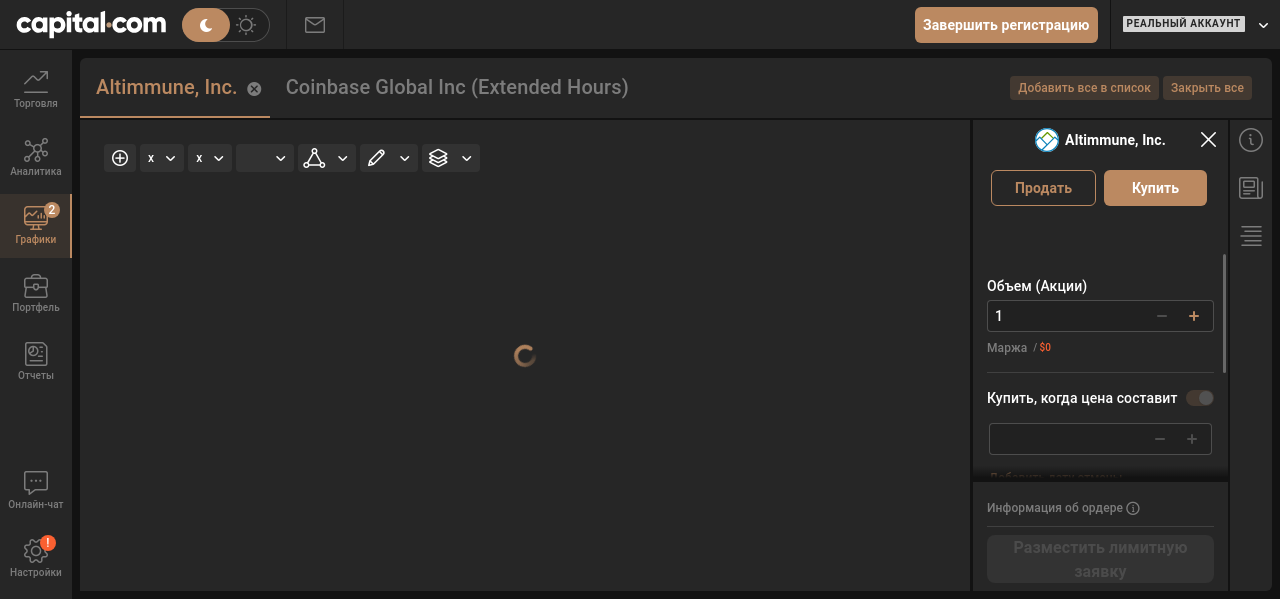 capital.com
Завершить регистрацию
РЕАЛЬНЫЙ АККАУНТ
Торговля
Аналитика
2
Графики
Портфель
Отчеты
Онлайн-чат
!
Настройки
Altimmune, Inc.
Coinbase Global Inc (Extended Hours)
Добавить все в список
Закрыть все
x
x
Altimmune, Inc.
Продать
Купить
Объем (Акции)
1
Маржа / $0
Купить, когда цена составит
Информация об ордере
Разместить лимитную
заявку